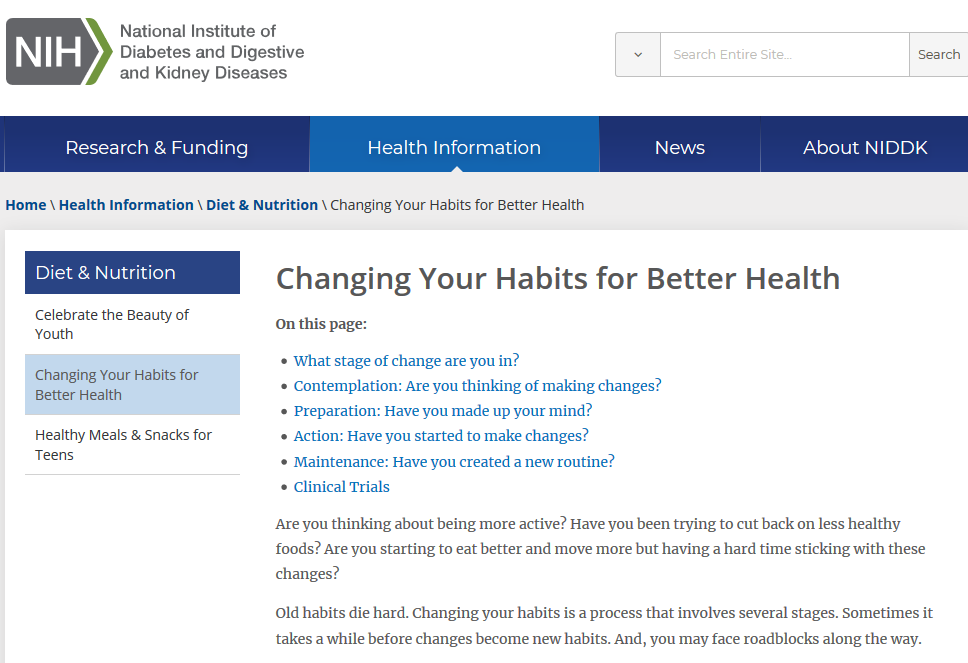 NIH
National Institute of
Diabetes and Digestive
and Kidney Diseases
Search Entire Site...
Search
Research & Funding
Health Information
News
About NIDDK
Home \ Health Information \ Diet & Nutrition \ Changing Your Habits for Better Health
Diet & Nutrition
Celebrate the Beauty of
Youth
Changing Your Habits for
Better Health
Healthy Meals & Snacks for
Teens
Changing Your Habits for Better Health
On this page:
• What stage of change are you in?
• Contemplation: Are you thinking of making changes?
• Preparation: Have you made up your mind?
• Action: Have you started to make changes?
• Maintenance: Have you created a new routine?
• Clinical Trials
Are you thinking about being more active? Have you been trying to cut back on less healthy
foods? Are you starting to eat better and move more but having a hard time sticking with these
changes?
Old habits die hard. Changing your habits is a process that involves several stages. Sometimes it
takes a while before changes become new habits. And, you may face roadblocks along the way.